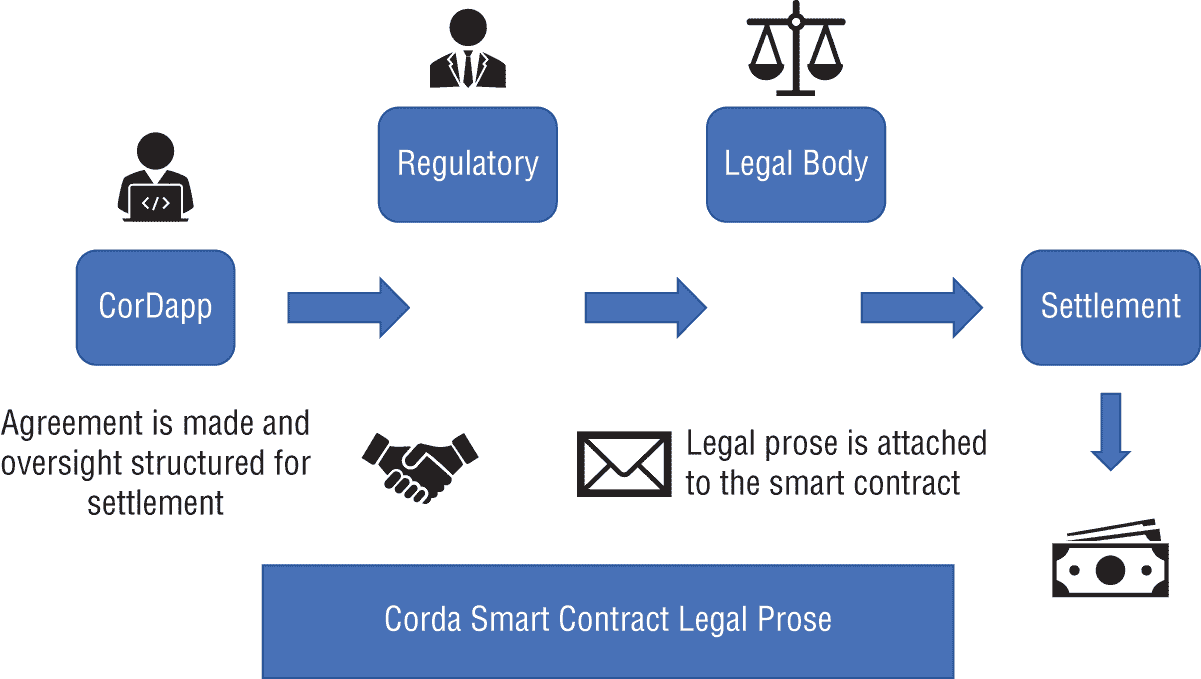 Regulatory
Legal Body
</>
CorDapp
Settlement
Agreement is made and
oversight structured for
settlement
Legal prose is attached
to the smart contract
Corda Smart Contract Legal Prose